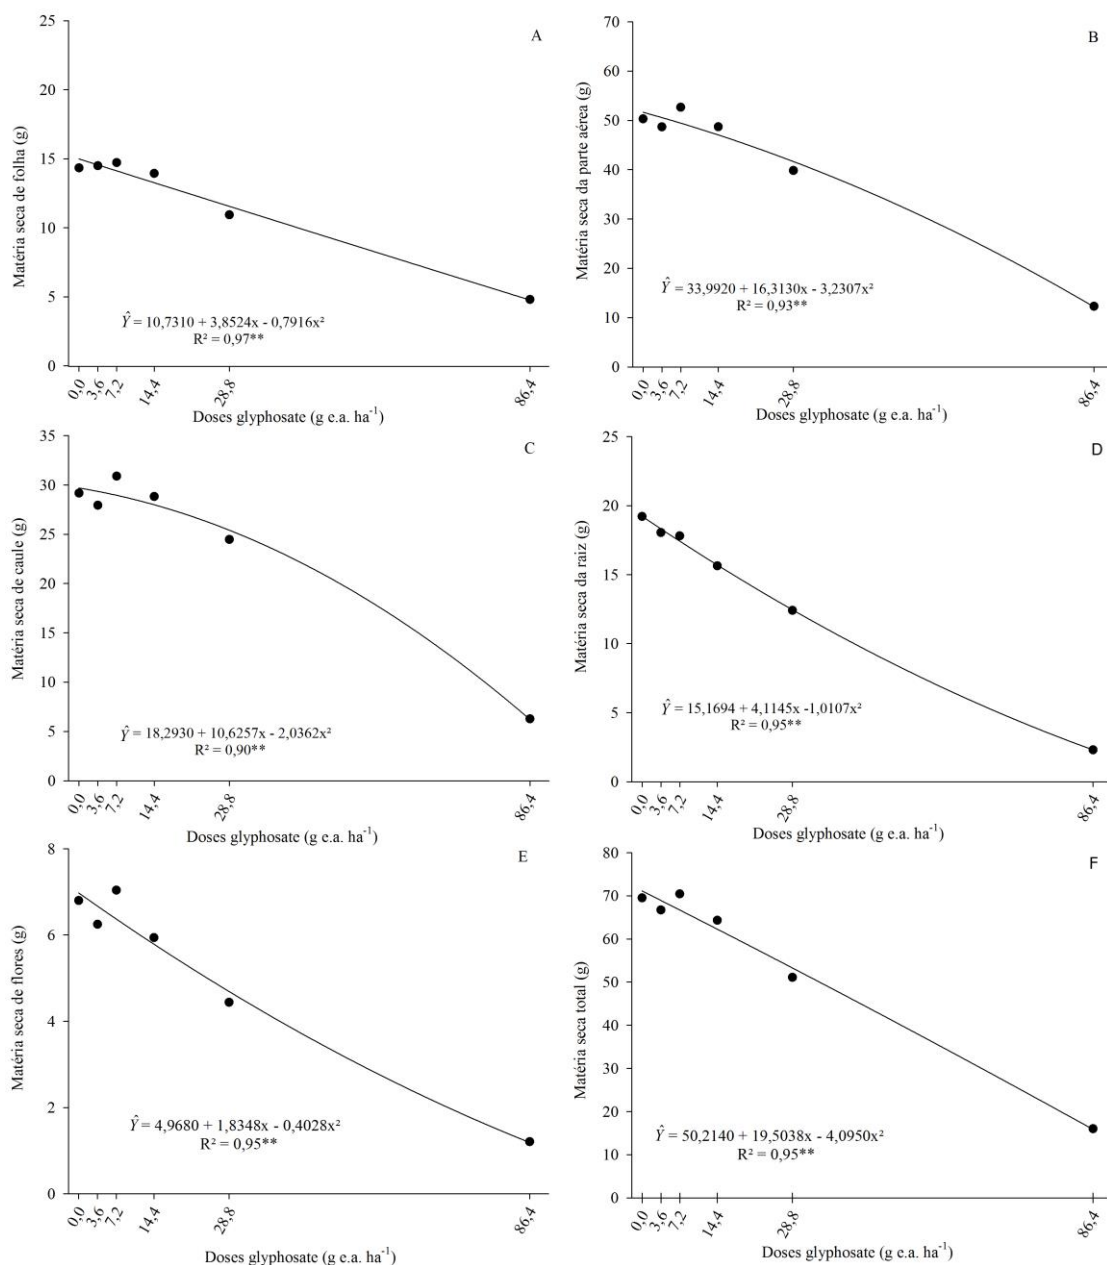 A
Matéria seca de folha (g)
25
20
15
10
5
0
Ŷ = 10,7310 + 3,8524x - 0,7916x²
R² = 0,97**
0,0 3,6 7,2 14,4 28,8 86,4
Doses glyphosate (g e.a. ha⁻¹)
B
Matéria seca da parte aérea (g)
70
60
50
40
30
20
10
0
Ŷ = 33,9920 + 16,3130x - 3,2307x²
R² = 0,93**
0,0 3,6 7,2 14,4 28,8 86,4
Doses glyphosate (g e.a. ha⁻¹)
C
Matéria seca de caule (g)
35
30
25
20
15
10
5
0
Ŷ = 18,2930 + 10,6257x - 2,0362x²
R² = 0,90**
0,0 3,6 7,2 14,4 28,8 86,4
Doses glyphosate (g e.a. ha⁻¹)
D
Matéria seca da raiz (g)
25
20
15
10
5
0
Ŷ = 15,1694 + 4,1145x -1,0107x²
R² = 0,95**
0,0 3,6 7,2 14,4 28,8 86,4
Doses glyphosate (g e.a. ha⁻¹)
E
Matéria seca de flores (g)
8
6
4
2
0
Ŷ = 4,9680 + 1,8348x - 0,4028x²
R² = 0,95**
0,0 3,6 7,2 14,4 28,8 86,4
Doses glyphosate (g e.a. ha⁻¹)
F
Matéria seca total (g)
80
70
60
50
40
30
20
10
0
Ŷ = 50,2140 + 19,5038x - 4,0950x²
R² = 0,95**
0,0 3,6 7,2 14,4 28,8 86,4
Doses glyphosate (g e.a. ha⁻¹)